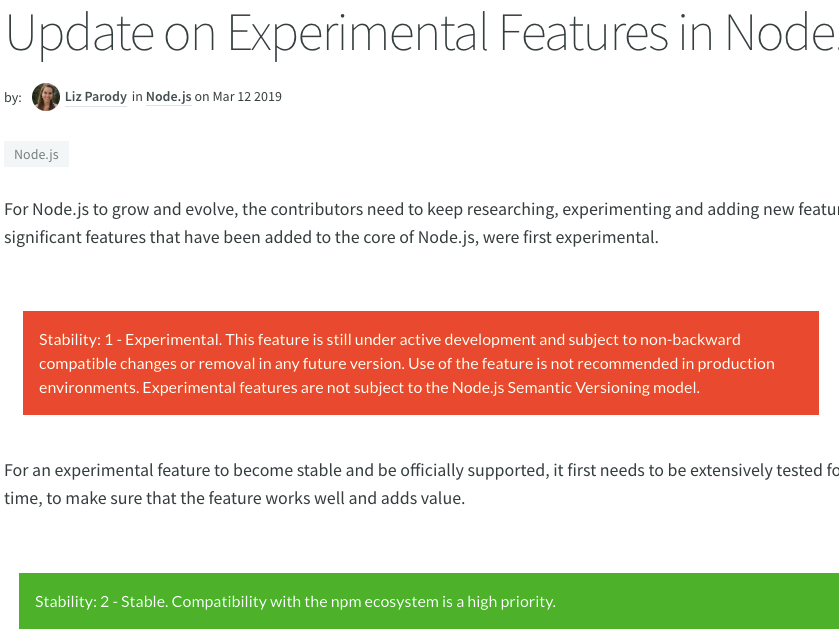 Update on Experimental Features in Node.
by: Liz Parody in Node.js on Mar 12 2019
Node.js
For Node.js to grow and evolve, the contributors need to keep researching, experimenting and adding new
significant features that have been added to the core of Node.js, were first experimental.
Stability: 1 - Experimental. This feature is still under active development and subject to non-backward
compatible changes or removal in any future version. Use of the feature is not recommended in production
environments. Experimental features are not subject to the Node.js Semantic Versioning model.
For an experimental feature to become stable and be officially supported, it first needs to be extensively tested
time, to make sure that the feature works well and adds value.
Stability: 2 - Stable. Compatibility with the npm ecosystem is a high priority.